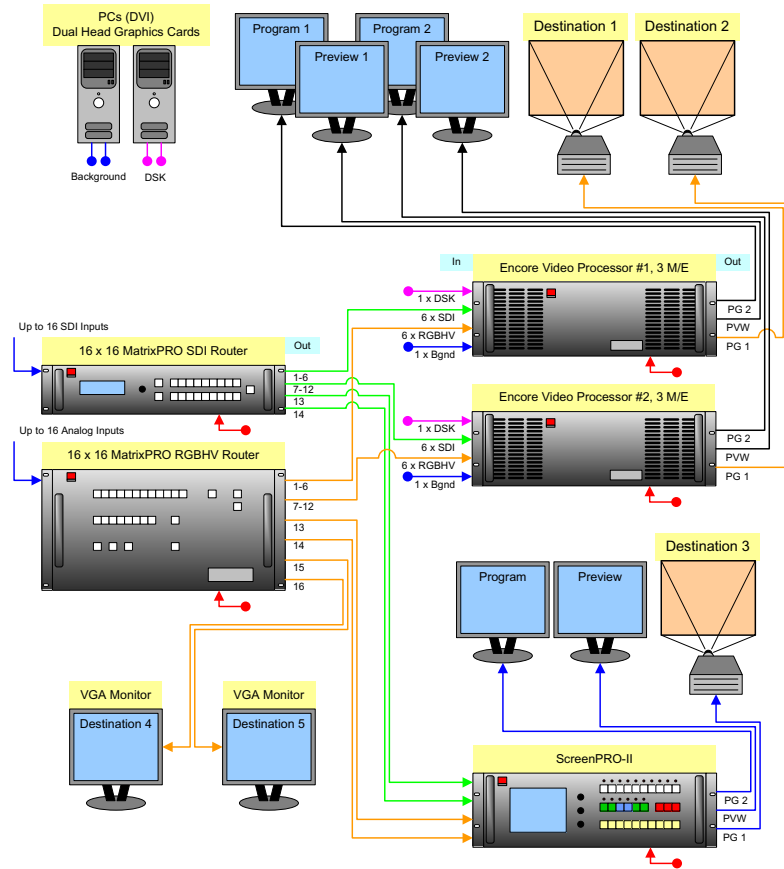 PCs (DVI)
Dual Head Graphics Cards
Background
DSK
Program 1
Program 2
Preview 1
Preview 2
Destination 1
Destination 2
In
Encore Video Processor #1, 3 M/E
Out
1 x DSK
6 x SDI
6 x RGBHV
1 x Bgnd
PG 2
PVW
PG 1
Up to 16 SDI Inputs
16 x 16 MatrixPRO SDI Router
Out
1-6
7-12
13
14
Encore Video Processor #2, 3 M/E
1 x DSK
6 x SDI
6 x RGBHV
1 x Bgnd
PG 2
PVW
PG 1
Up to 16 Analog Inputs
16 x 16 MatrixPRO RGBHV Router
1-6
7-12
13
14
15
16
Program
Preview
Destination 3
VGA Monitor
VGA Monitor
Destination 4
Destination 5
ScreenPRO-II
PG 2
PVW
PG 1